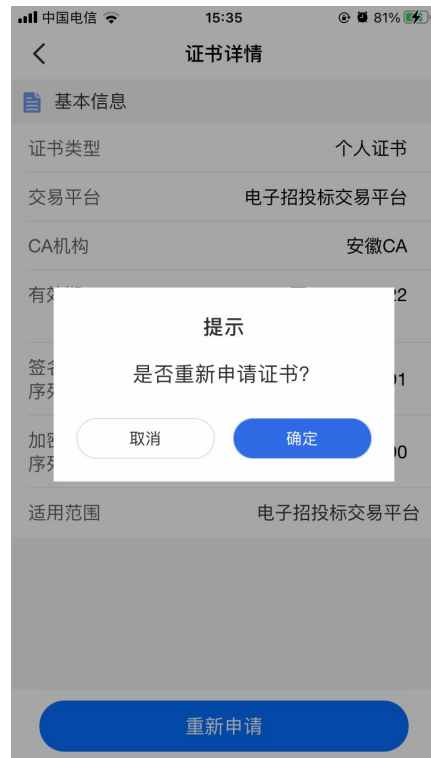 中国电信 15:35 81%
证书详情
基本信息
证书类型 个人证书
交易平台 电子招投标交易平台
CA机构 安徽CA
提示
是否重新申请证书?
取消 确定
适用范围 电子招投标交易平台
重新申请